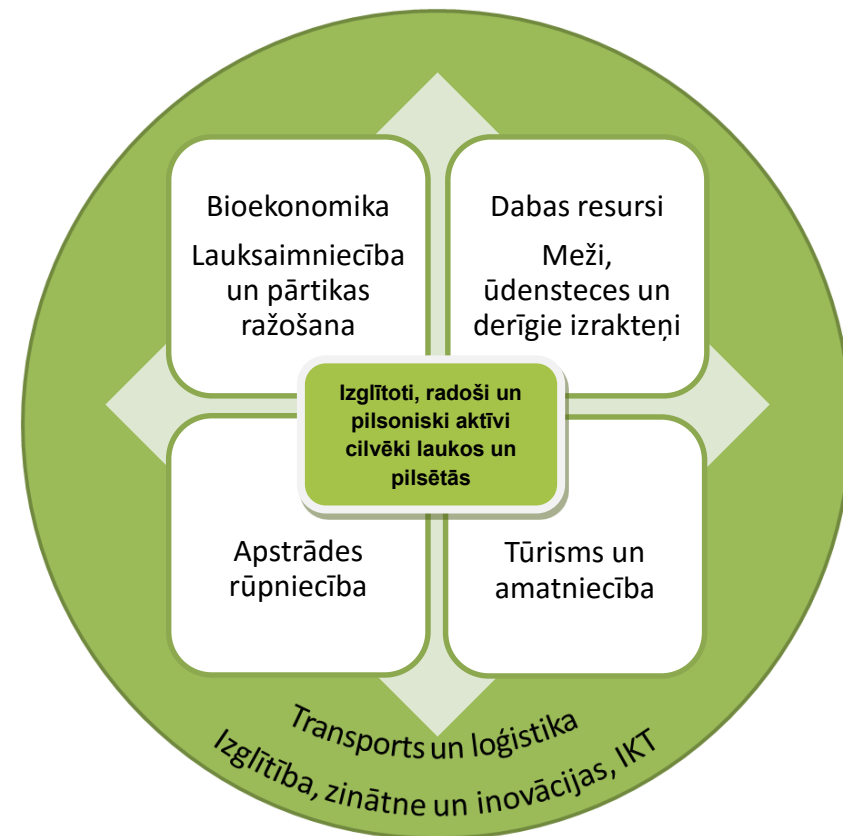 Bioekonomika
Lauksaimniecība
un pārtikas
ražošana
Dabas resursi
Meži,
ūdensteces un
derīgie izrakteņi
Izglītoti, radoši un
pilsoniski aktīvi
cilvēki laukos un
pilsētās
Apstrādes
rūpniecība
Tūrisms un
amatniecība
Transports un loģistika
Izglītība, zinātne un inovācijas, IKT